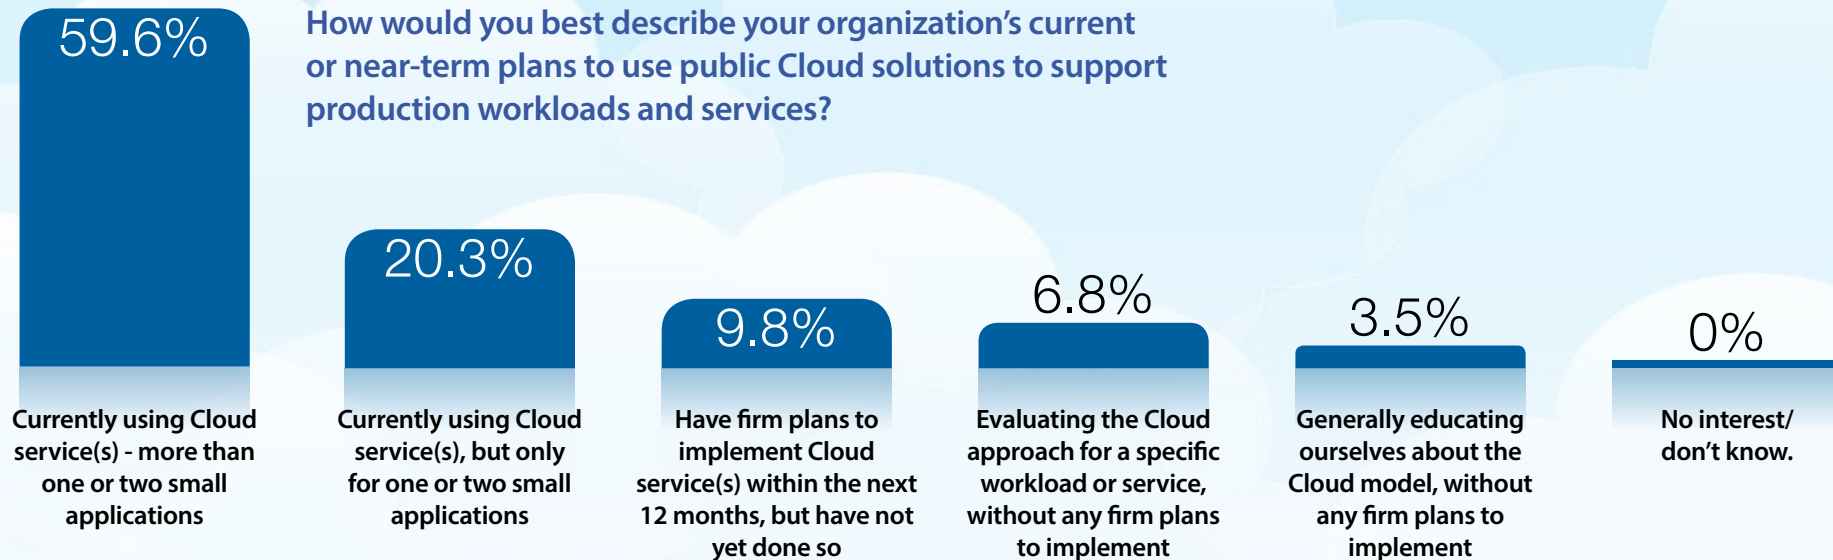 How would you best describe your organization’s current
or near-term plans to use public Cloud solutions to support
production workloads and services?
59.6%
Currently using Cloud
service(s) - more than
one or two small
applications
20.3%
Currently using Cloud
service(s), but only
for one or two small
applications
9.8%
Have firm plans to
implement Cloud
service(s) within the next
12 months, but have not
yet done so
6.8%
Evaluating the Cloud
approach for a specific
workload or service,
without any firm plans
to implement
3.5%
Generally educating
ourselves about the
Cloud model, without
any firm plans to
implement
0%
No interest/
don’t know.